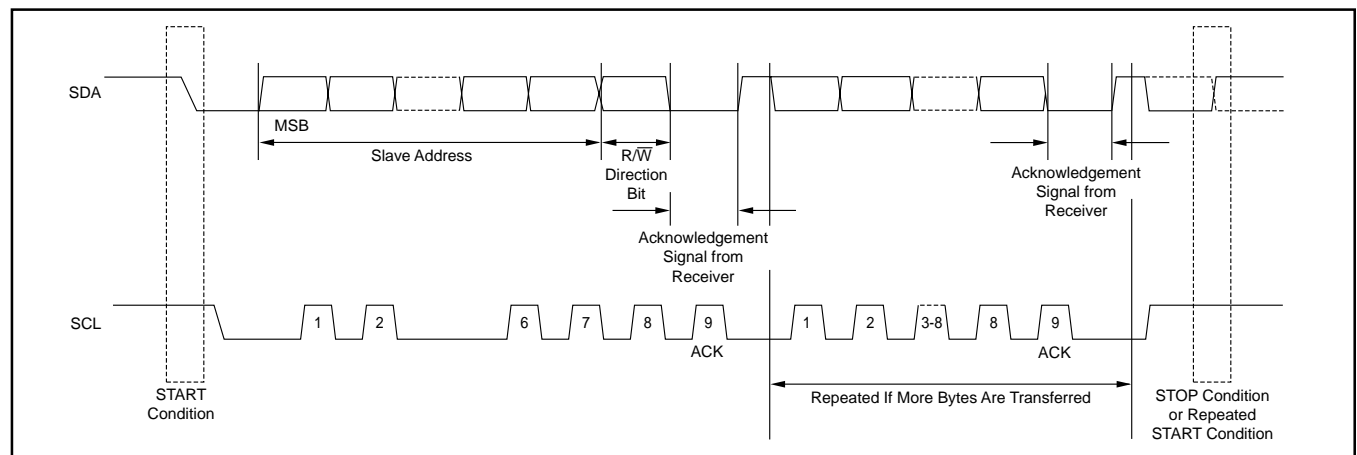 SDA
MSB
Slave Address
R/W̅
Direction
Bit
Acknowledgement
Signal from
Receiver
Acknowledgement
Signal from
Receiver
SCL
1
2
6
7
8
9
ACK
1
2
3-8
8
9
ACK
START
Condition
Repeated If More Bytes Are Transferred
STOP Condition
or Repeated
START Condition